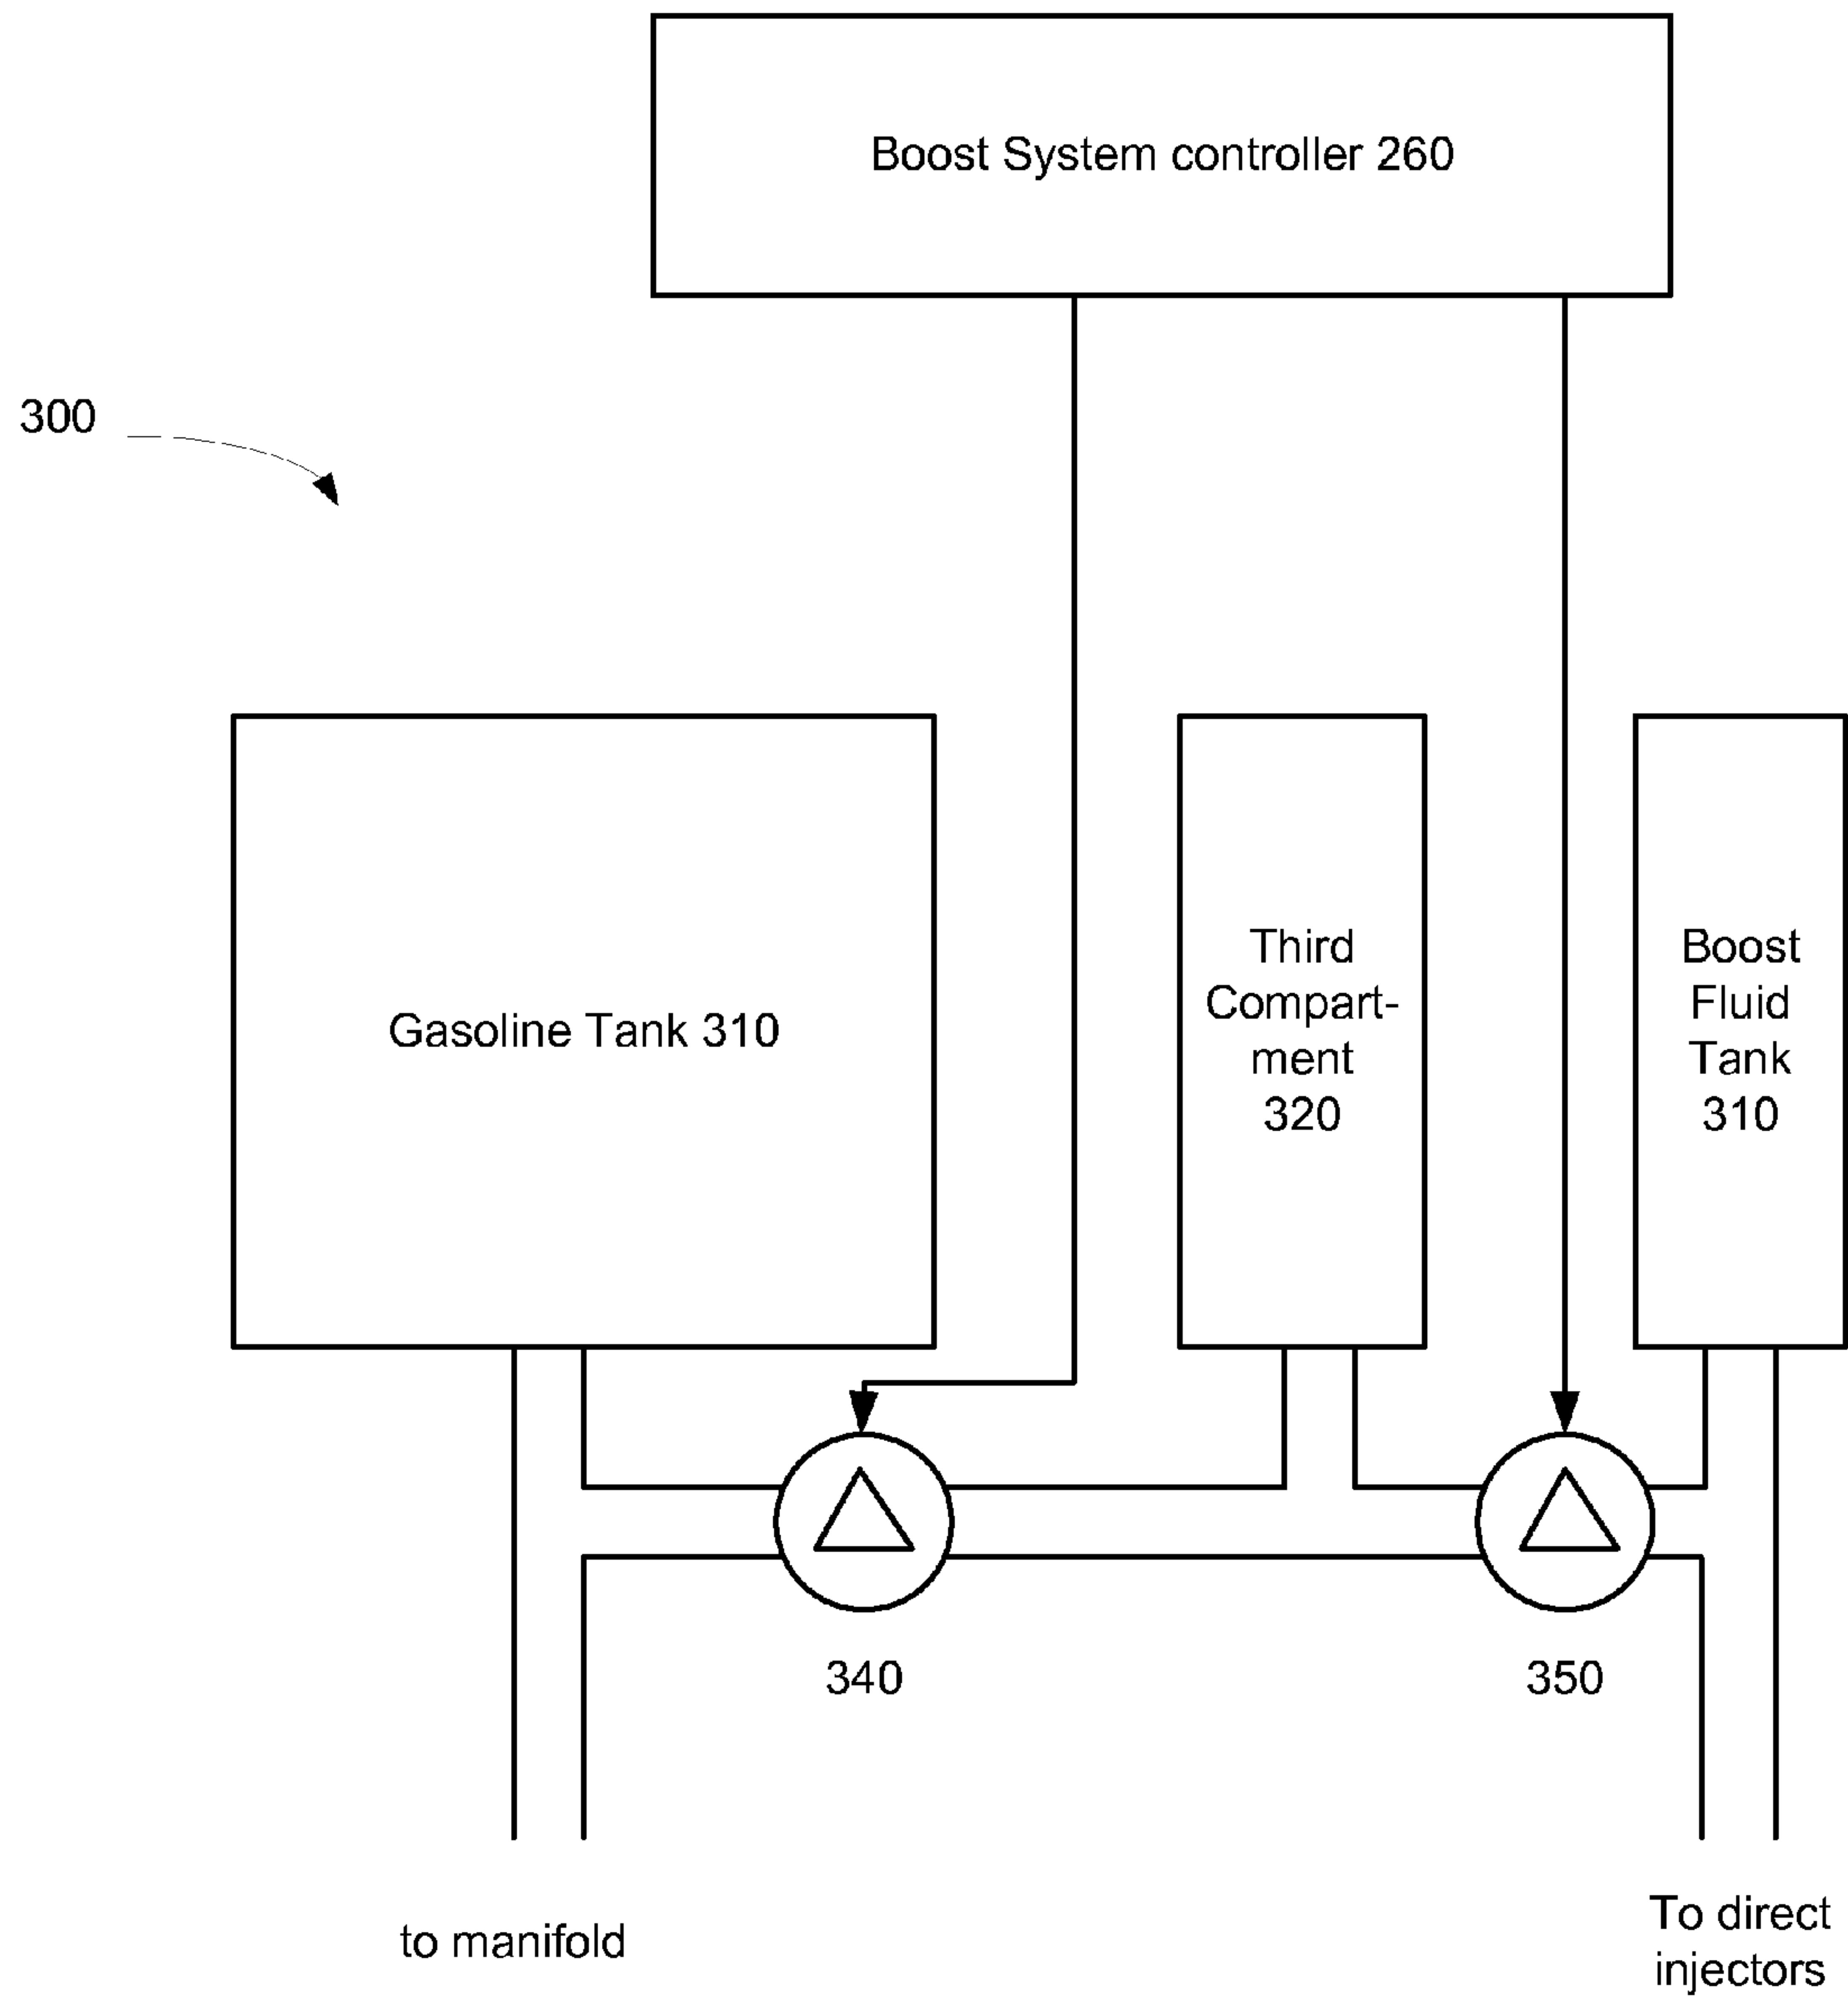 Boost System controller 260
300
Gasoline Tank 310
Third
Compart-
ment
320
Boost
Fluid
Tank
310
340
350
to manifold
To direct
injectors